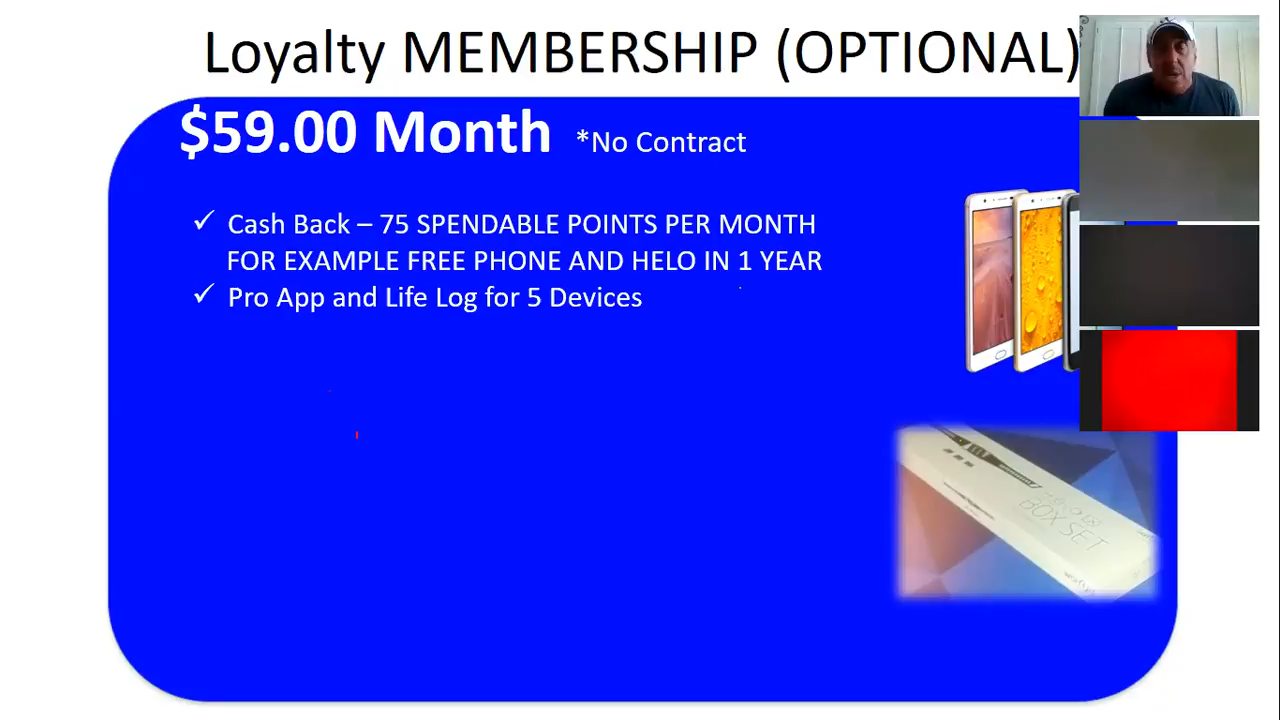 Loyalty MEMBERSHIP (OPTIONAL)
$59.00 Month *No Contract
✓ Cash Back – 75 SPENDABLE POINTS PER MONTH
FOR EXAMPLE FREE PHONE AND HELO IN 1 YEAR
✓ Pro App and Life Log for 5 Devices
BOX SET